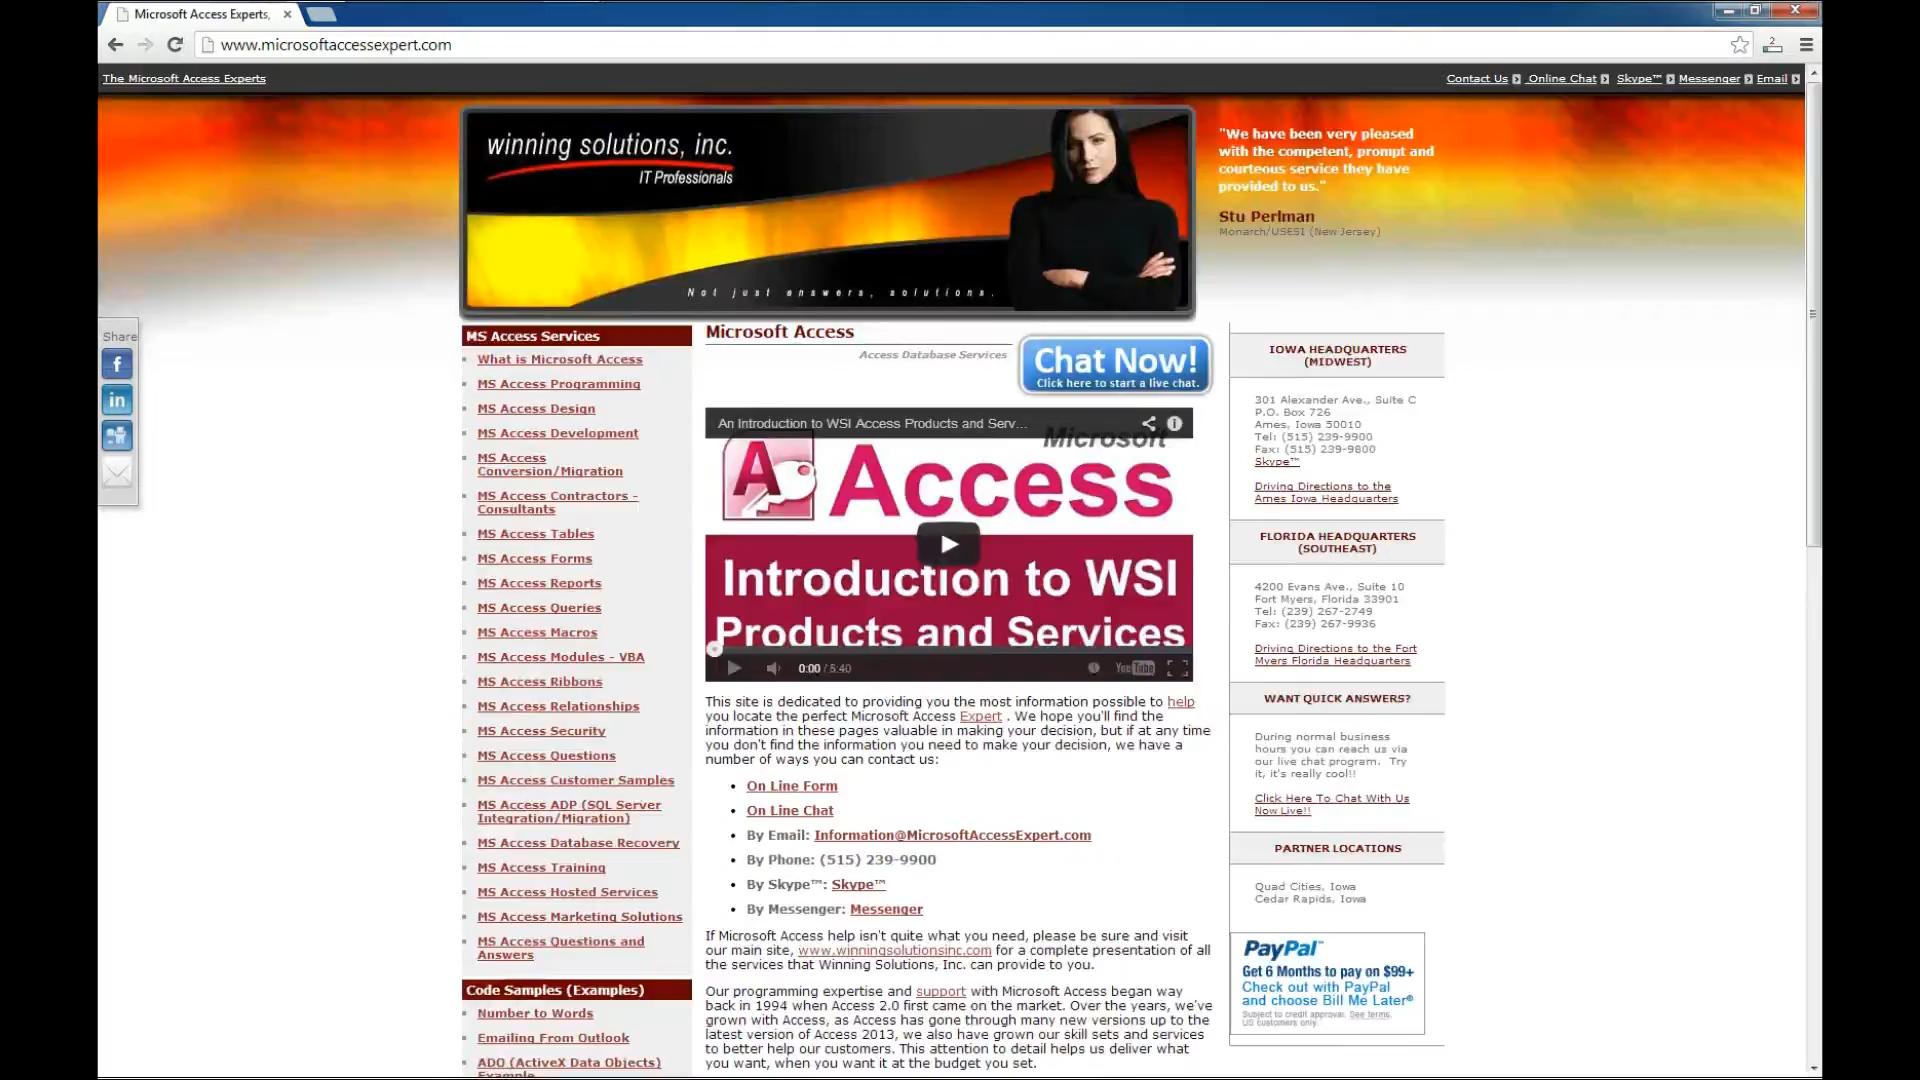 Microsoft Access Experts,
www.microsoftaccessexpert.com
2
The Microsoft Access Experts
Contact Us
Online Chat
Skype™
Messenger
Email
winning solutions, inc.
IT Professionals
Not just answers, solutions.
"We have been very pleased
with the competent, prompt and
courteous service they have
provided to us."
Stu Perlman
Monarch/USESI (New Jersey)
Share
f
in
MS Access Services
What is Microsoft Access
MS Access Programming
MS Access Design
MS Access Development
MS Access
Conversion/Migration
MS Access Contractors -
Consultants
MS Access Tables
MS Access Forms
MS Access Reports
MS Access Queries
MS Access Macros
MS Access Modules - VBA
MS Access Ribbons
MS Access Relationships
MS Access Security
MS Access Questions
MS Access Customer Samples
MS Access ADP (SQL Server
Integration/Migration)
MS Access Database Recovery
MS Access Training
MS Access Hosted Services
MS Access Marketing Solutions
MS Access Questions and
Answers
Code Samples (Examples)
Number to Words
Emailing From Outlook
ADO (ActiveX Data Objects)
Example
Microsoft Access
Access Database Services
Chat Now!
Click here to start a live chat.
An Introduction to WSI Access Products and Serv...
Microsoft
A Access
Introduction to WSI
Products and Services
0:00 / 5:40
YouTube
This site is dedicated to providing you the most information possible to help
you locate the perfect Microsoft Access Expert . We hope you'll find the
information in these pages valuable in making your decision, but if at any time
you don't find the information you need to make your decision, we have a
number of ways you can contact us:
On Line Form
On Line Chat
By Email: Information@MicrosoftAccessExpert.com
By Phone: (515) 239-9900
By Skype™: Skype™
By Messenger: Messenger
If Microsoft Access help isn't quite what you need, please be sure and visit
our main site, www.winningsolutionsinc.com for a complete presentation of all
the services that Winning Solutions, Inc. can provide to you.
Our programming expertise and support with Microsoft Access began way
back in 1994 when Access 2.0 first came on the market. Over the years, we've
grown with Access, as Access has gone through many new versions up to the
latest version of Access 2013, we also have grown our skill sets and services
to better help our customers. This attention to detail helps us deliver what
you want, when you want it at the budget you set.
IOWA HEADQUARTERS
(MIDWEST)
301 Alexander Ave., Suite C
P.O. Box 726
Ames, Iowa 50010
Tel: (515) 239-9900
Fax: (515) 239-9800
Skype™
Driving Directions to the
Ames Iowa Headquarters
FLORIDA HEADQUARTERS
(SOUTHEAST)
4200 Evans Ave., Suite 10
Fort Myers, Florida 33901
Tel: (239) 267-2749
Fax: (239) 267-9936
Driving Directions to the Fort
Myers Florida Headquarters
WANT QUICK ANSWERS?
During normal business
hours you can reach us via
our live chat program. Try
it, it's really cool!!
Click Here To Chat With Us
Now Live!!
PARTNER LOCATIONS
Quad Cities, Iowa
Cedar Rapids, Iowa
PayPal™
Get 6 Months to pay on $99+
Check out with PayPal
and choose Bill Me Later®
Subject to credit approval. See terms.
US customers only.